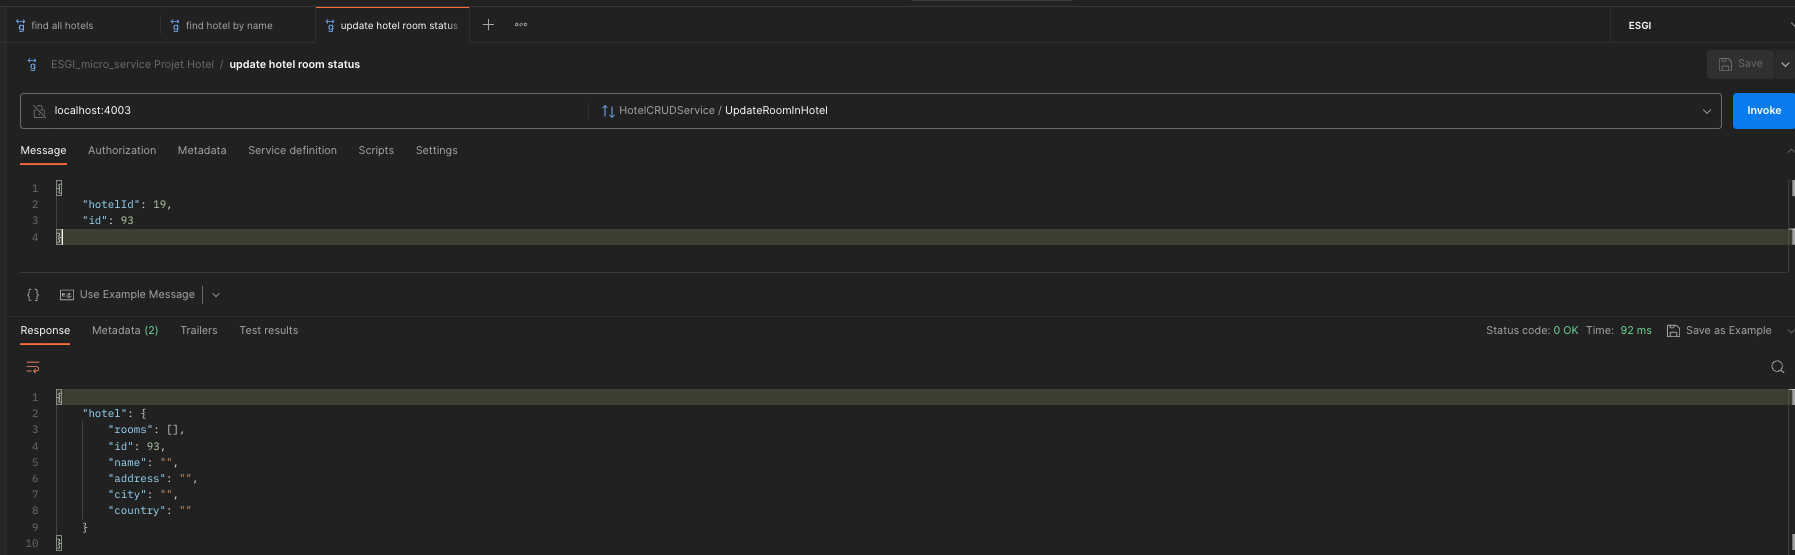 find all hotels
find hotel by name
update hotel room status
ESGI
ESGI_micro_service Projet Hotel / update hotel room status
Save
localhost:4003
HotelCRUDService / UpdateRoomInHotel
Invoke
Message Authorization Metadata Service definition Scripts Settings
1 {
2 "hotelId": 19,
3 "id": 93
4 }
{} Use Example Message
Response Metadata (2) Trailers Test results
Status code: 0 OK Time: 92 ms Save as Example
1 {
2 "hotel": {
3 "rooms": [],
4 "id": 93,
5 "name": "",
6 "address": "",
7 "city": "",
8 "country": ""
9 }
10 }